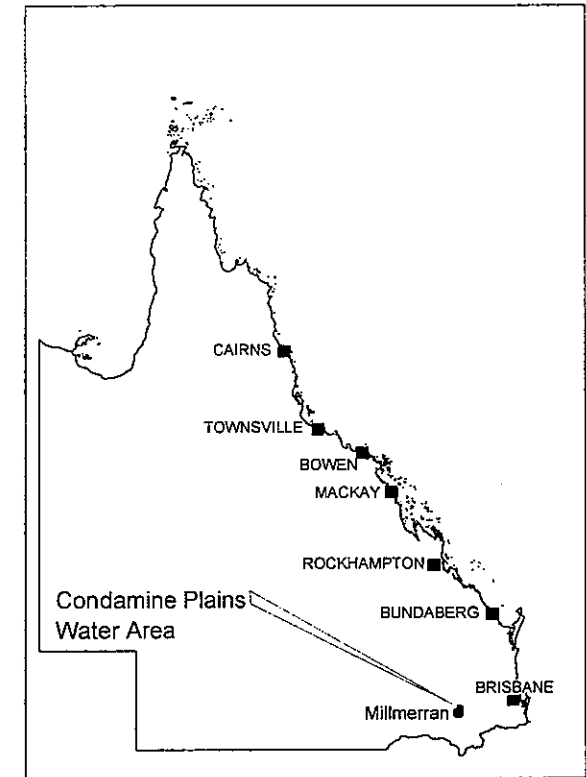 CAIRNS
TOWNSVILLE
BOWEN
MACKAY
ROCKHAMPTON
Condamine Plains
Water Area
BUNDABERG
BRISBANE
Millmerran